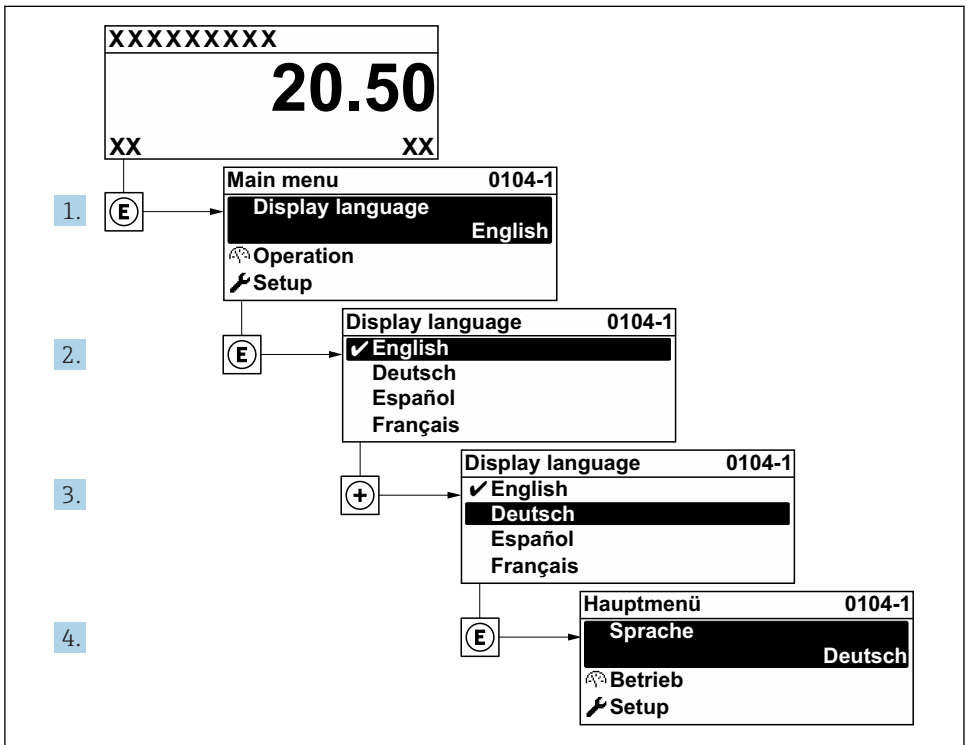 XXXXXXXXX
20.50
XX XX
1. E
Main menu 0104-1
Display language
English
Operation
Setup
2. E
Display language 0104-1
✔English
Deutsch
Español
Français
3. +
Display language 0104-1
✔English
Deutsch
Español
Français
4. E
Hauptmenü 0104-1
Sprache
Deutsch
Betrieb
Setup